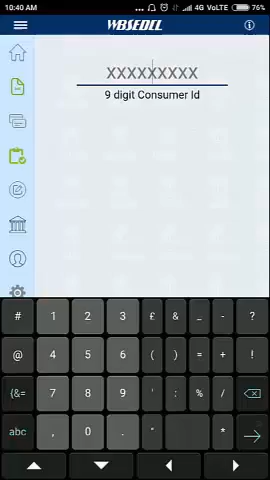 10:40 AM ... 4G VoLTE 76%
WBSEDCL
XXXXXXXXX
9 digit Consumer Id
# 1 2 3 £ & _ - ?
@ 4 5 6 ( ) = + !
{&= 7 8 9 ' : % /
abc , 0 . " *